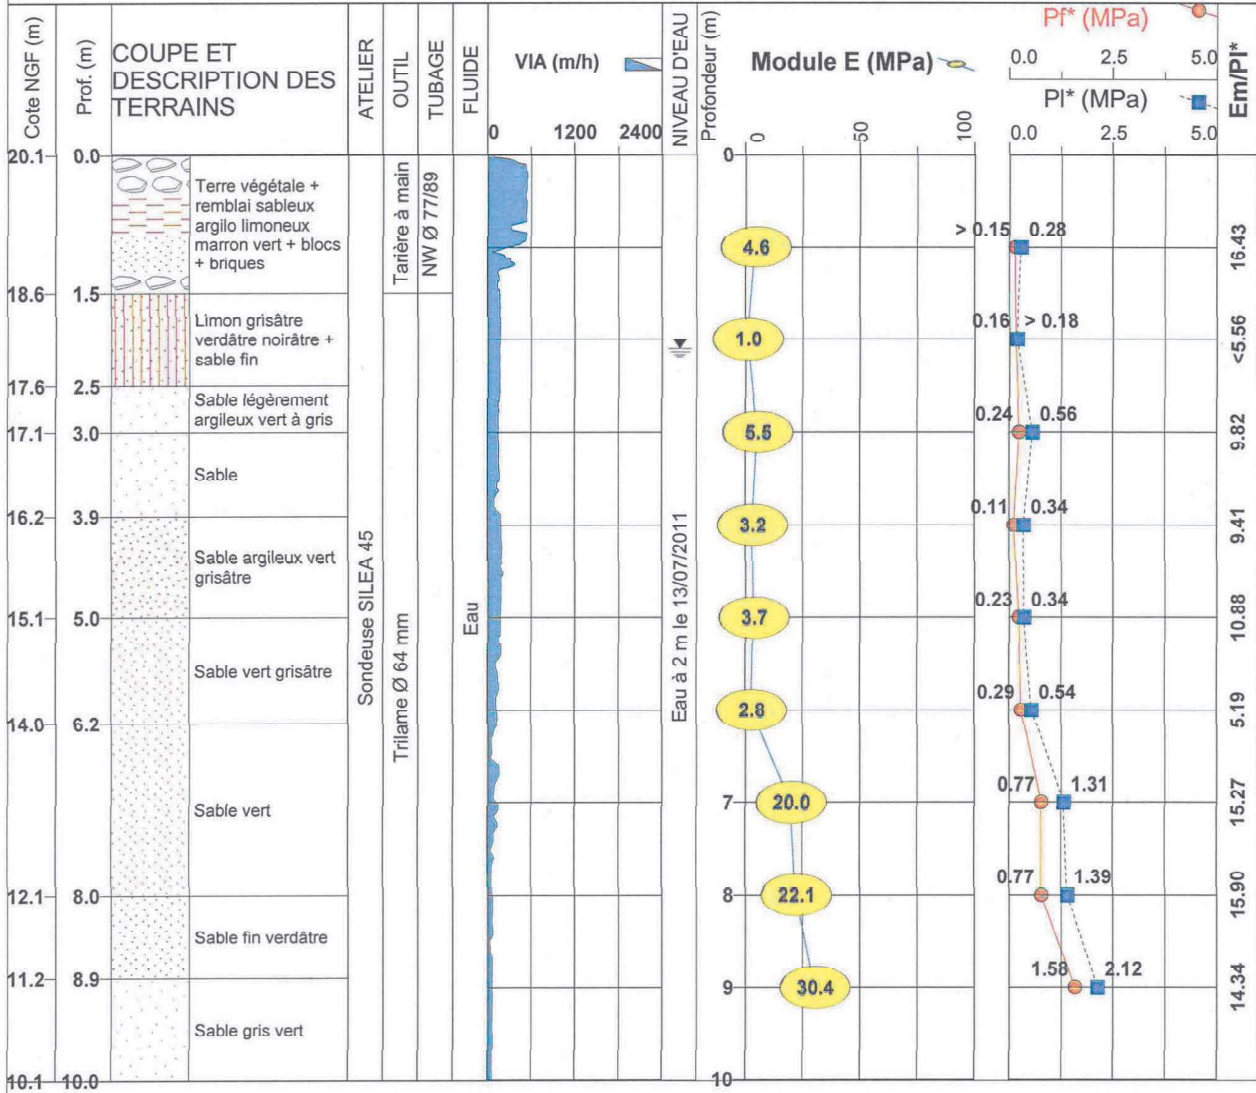 Cote NGF (m)
Prof. (m)
COUPE ET
DESCRIPTION DES
TERRAINS
ATELIER
OUTIL
TUBAGE
FLUIDE
VIA (m/h)
0 1200 2400
NIVEAU D'EAU
Profondeur (m)
Module E (MPa)
0 50 100
Pf* (MPa)
0.0 2.5 5.0
Pl* (MPa)
0.0 2.5 5.0
Em/Pl*
20.1 0.0
Terre végétale +
remblai sableux
argilo limoneux
marron vert + blocs
+ briques
18.6 1.5
Limon grisâtre
verdâtre noirâtre +
sable fin
17.6 2.5
Sable légèrement
argileux vert à gris
17.1 3.0
Sable
16.2 3.9
Sable argileux vert
grisâtre
15.1 5.0
Sable vert grisâtre
14.0 6.2
Sable vert
12.1 8.0
Sable fin verdâtre
11.2 8.9
Sable gris vert
10.1 10.0
Sondeuse SILEA 45
Tarière à main
Trilame Ø 64 mm
NW Ø 77/89
Eau
Eau à 2 m le 13/07/2011
0
4.6 > 0.15 0.28 16.43
1.0 0.16 > 0.18 <5.56
5.5 0.24 0.56 9.82
3.2 0.11 0.34 9.41
3.7 0.23 0.34 10.88
2.8 0.29 0.54 5.19
7 20.0 0.77 1.31 15.27
8 22.1 0.77 1.39 15.90
9 30.4 1.58 2.12 14.34
10